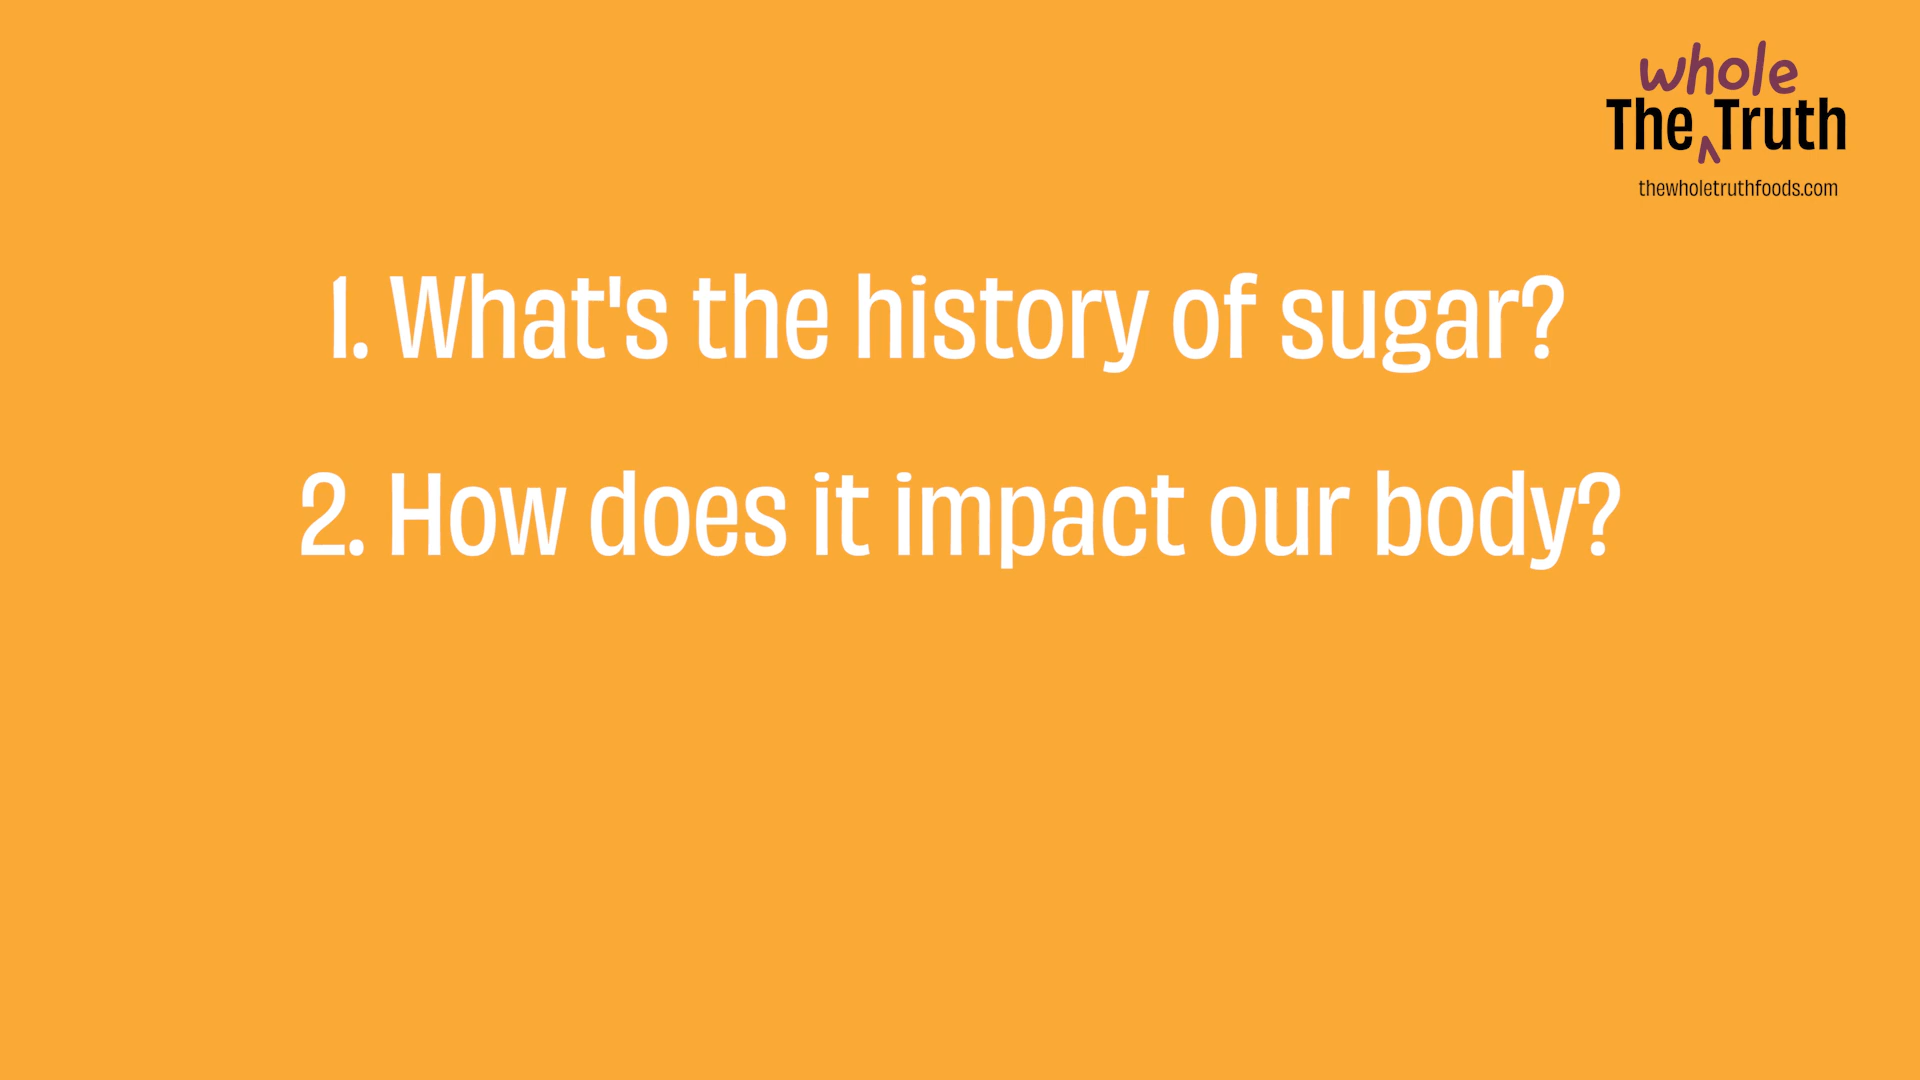 whole
The ^ Truth
thewholetruthfoods.com
1. What's the history of sugar?
2. How does it impact our body?